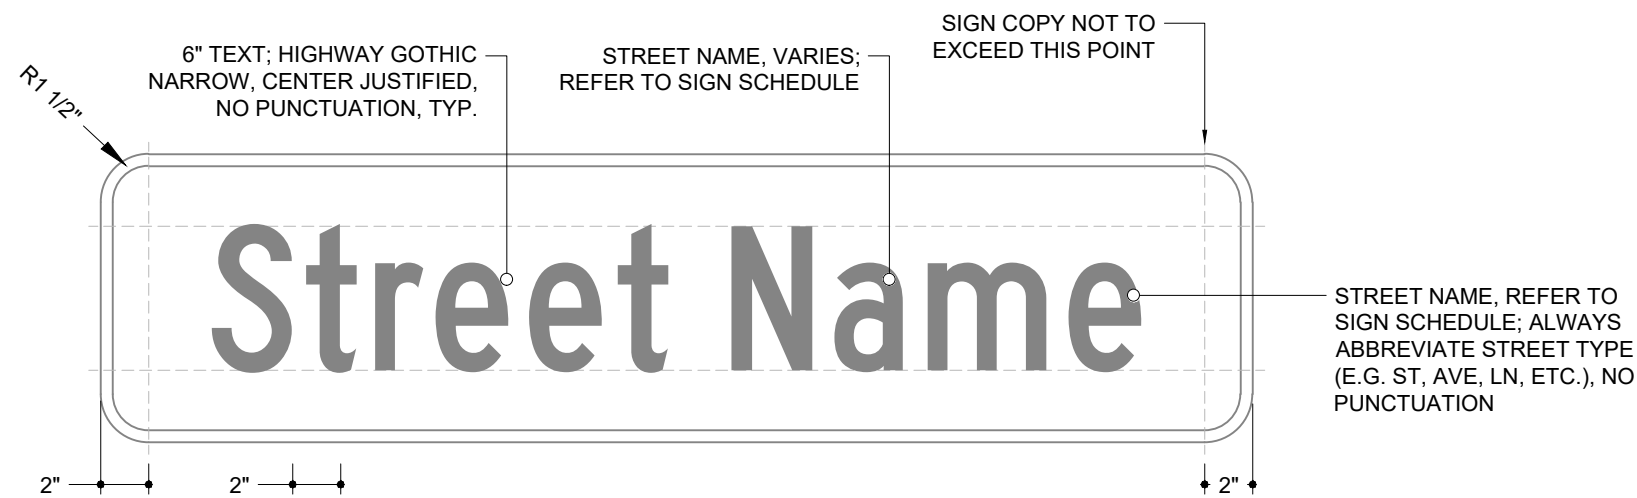 SIGN COPY NOT TO
EXCEED THIS POINT
6" TEXT; HIGHWAY GOTHIC
NARROW, CENTER JUSTIFIED,
NO PUNCTUATION, TYP.
STREET NAME, VARIES;
REFER TO SIGN SCHEDULE
R1 1/2"
Street Name
STREET NAME, REFER TO
SIGN SCHEDULE; ALWAYS
ABBREVIATE STREET TYPE
(E.G. ST, AVE, LN, ETC.), NO
PUNCTUATION
2"
2"
2"